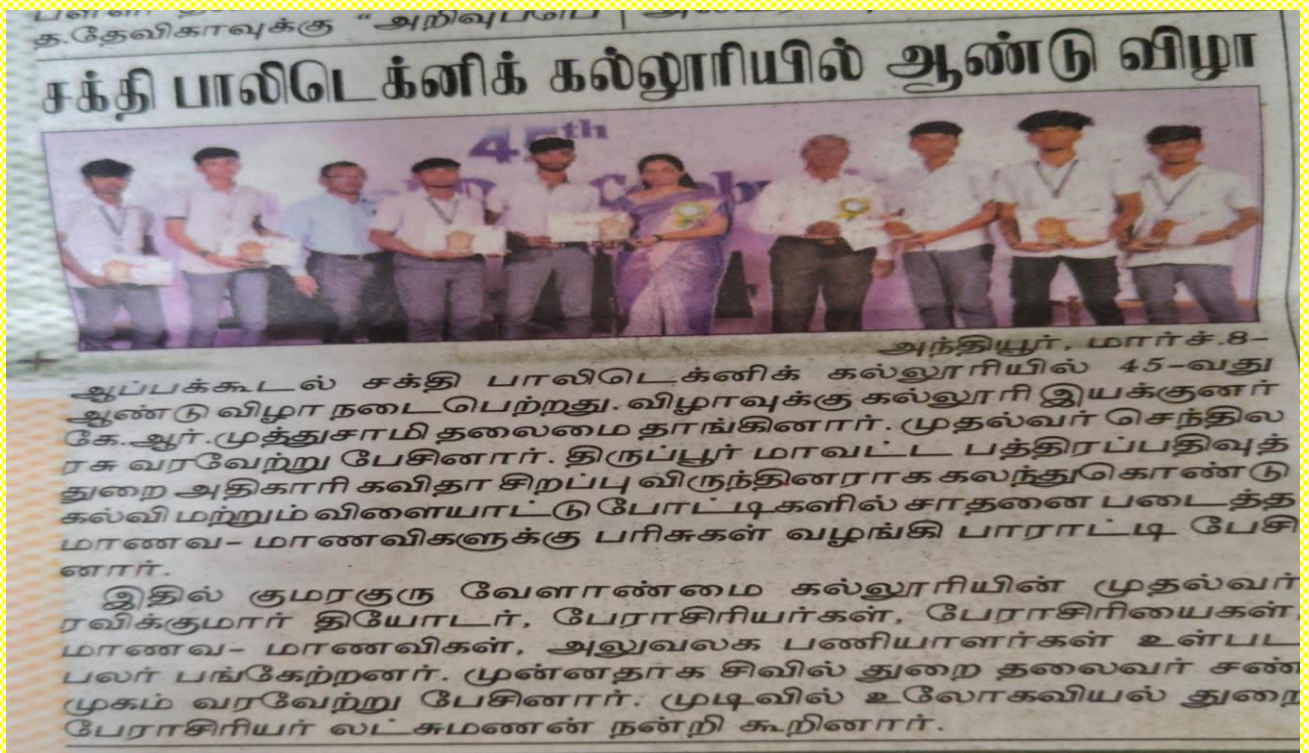 த.தேவிகாவுக்கு "அறிவுப்
சக்தி பாலிடெக்னிக் கல்லூரியில் ஆண்டு விழா
45th
அந்தியூர், மார்ச்.8-
ஆப்பக்கூடல் சக்தி பாலிடெக்னிக் கல்லூரியில் 45-வது
ஆண்டு விழா நடைபெற்றது. விழாவுக்கு கல்லூரி இயக்குனர்
கே.ஆர்.முத்துசாமி தலைமை தாங்கினார். முதல்வர் செந்தில
ரசு வரவேற்று பேசினார். திருப்பூர் மாவட்ட பத்திரப்பதிவுத்
துறை அதிகாரி கவிதா சிறப்பு விருந்தினராக கலந்துகொண்டு
கல்வி மற்றும் விளையாட்டு போட்டிகளில் சாதனை படைத்த
மாணவ- மாணவிகளுக்கு பரிசுகள் வழங்கி பாராட்டி பேசி
னார்.
இதில் குமரகுரு வேளாண்மை கல்லூரியின் முதல்வர்
ரவிக்குமார் தியோடர், பேராசிரியர்கள், பேராசிரியைகள்,
மாணவ- மாணவிகள், அலுவலக பணியாளர்கள் உள்பட
பலர் பங்கேற்றனர். முன்னதாக சிவில் துறை தலைவர் சண்
முகம் வரவேற்று பேசினார். முடிவில் உலோகவியல் துறை
பேராசிரியர் லட்சுமணன் நன்றி கூறினார்.